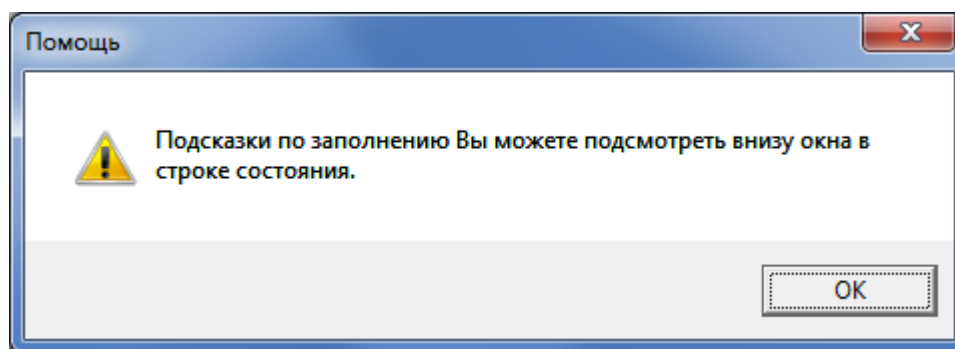 Помощь
Подсказки по заполнению Вы можете подсмотреть внизу окна в
строке состояния.
OK